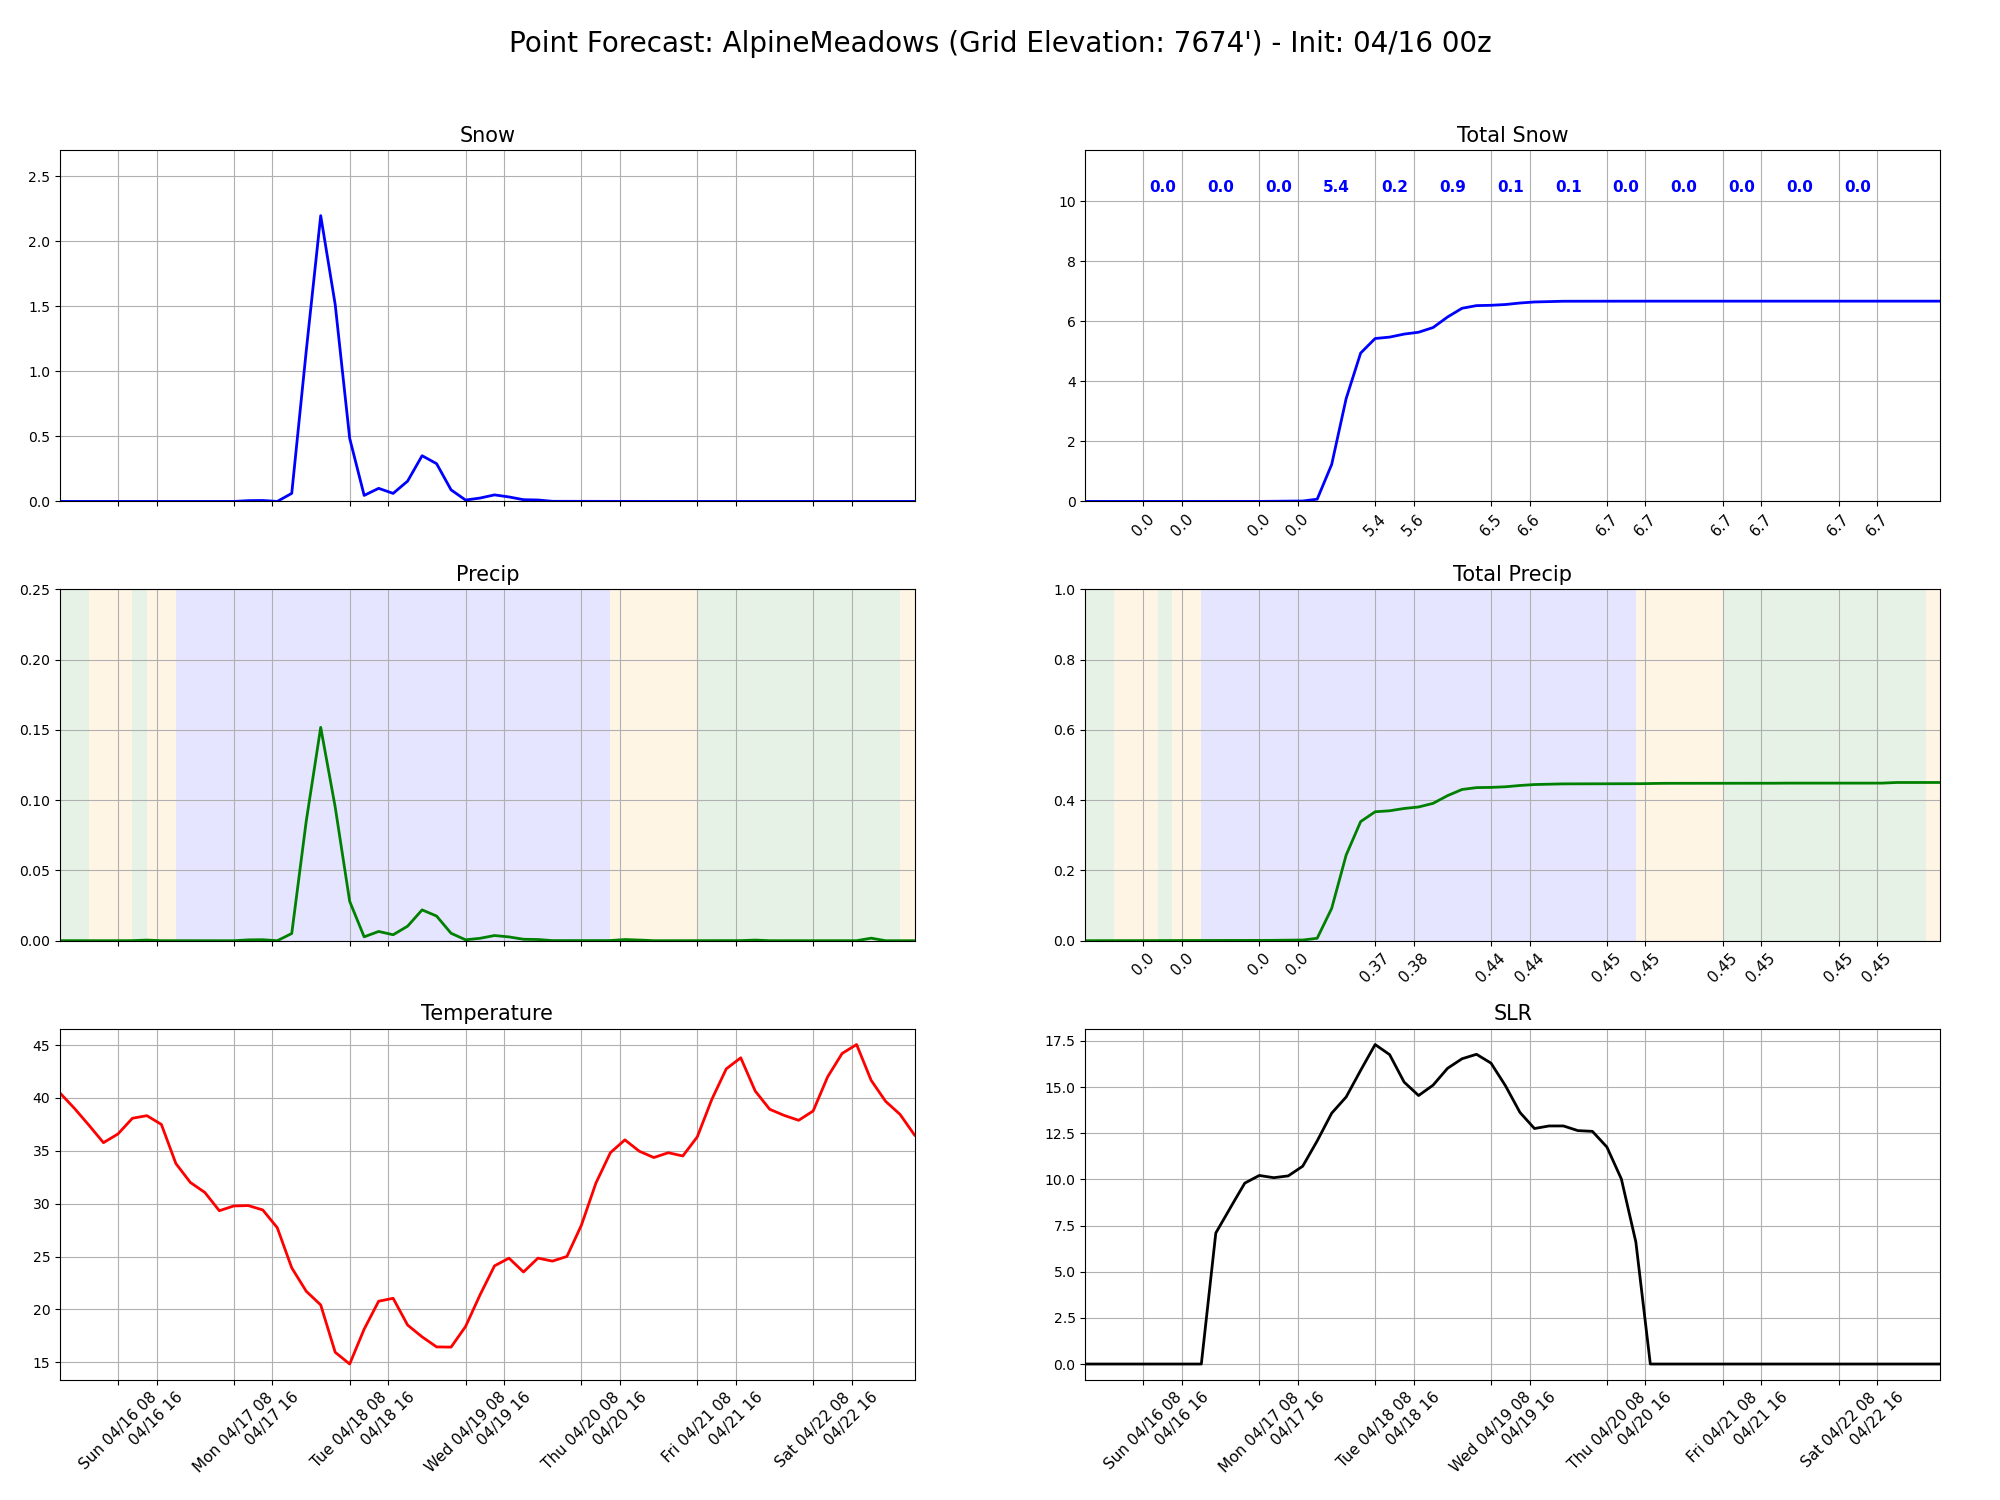 Point Forecast: AlpineMeadows (Grid Elevation: 7674') - Init: 04/16 00z
Snow
2.5
2.0
1.5
1.0
0.5
0.0
Total Snow
0.0 0.0 0.0 5.4 0.2 0.9 0.1 0.1 0.0 0.0 0.0 0.0 0.0
10
8
6
4
2
0
0.0 0.0 0.0 0.0 5.4 5.6 6.5 6.6 6.7 6.7 6.7 6.7 6.7 6.7
Precip
0.25
0.20
0.15
0.10
0.05
0.00
Total Precip
1.0
0.8
0.6
0.4
0.2
0.0
0.0 0.0 0.0 0.0 0.37 0.38 0.44 0.44 0.45 0.45 0.45 0.45 0.45 0.45
Temperature
45
40
35
30
25
20
15
Sun 04/16 08
04/16 16
Mon 04/17 08
04/17 16
Tue 04/18 08
04/18 16
Wed 04/19 08
04/19 16
Thu 04/20 08
04/20 16
Fri 04/21 08
04/21 16
Sat 04/22 08
04/22 16
SLR
17.5
15.0
12.5
10.0
7.5
5.0
2.5
0.0
Sun 04/16 08
04/16 16
Mon 04/17 08
04/17 16
Tue 04/18 08
04/18 16
Wed 04/19 08
04/19 16
Thu 04/20 08
04/20 16
Fri 04/21 08
04/21 16
Sat 04/22 08
04/22 16